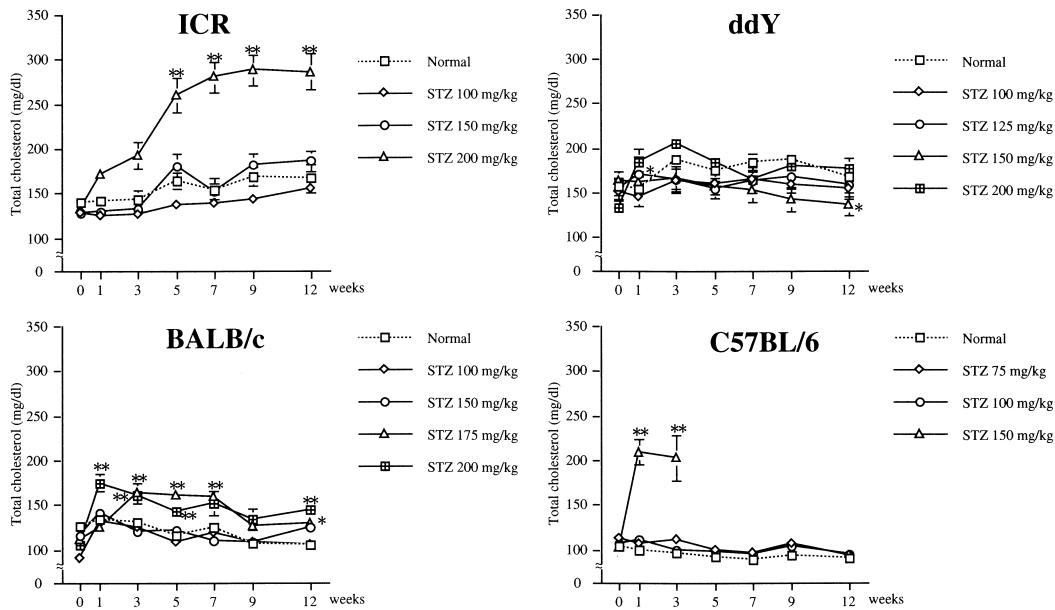 ICR
Total cholesterol (mg/dl)
350
300
250
200
150
100
0
** ** ** **
0 1 3 5 7 9 12 weeks
Normal
STZ 100 mg/kg
STZ 150 mg/kg
STZ 200 mg/kg
ddY
Total cholesterol (mg/dl)
350
300
250
200
150
100
0
*
*
0 1 3 5 7 9 12 weeks
Normal
STZ 100 mg/kg
STZ 125 mg/kg
STZ 150 mg/kg
STZ 200 mg/kg
BALB/c
Total cholesterol (mg/dl)
350
300
250
200
150
100
0
** ** ** ** **
** ** *
0 1 3 5 7 9 12 weeks
Normal
STZ 100 mg/kg
STZ 150 mg/kg
STZ 175 mg/kg
STZ 200 mg/kg
C57BL/6
Total cholesterol (mg/dl)
350
300
250
200
150
100
0
** **
0 1 3 5 7 9 12 weeks
Normal
STZ 75 mg/kg
STZ 100 mg/kg
STZ 150 mg/kg